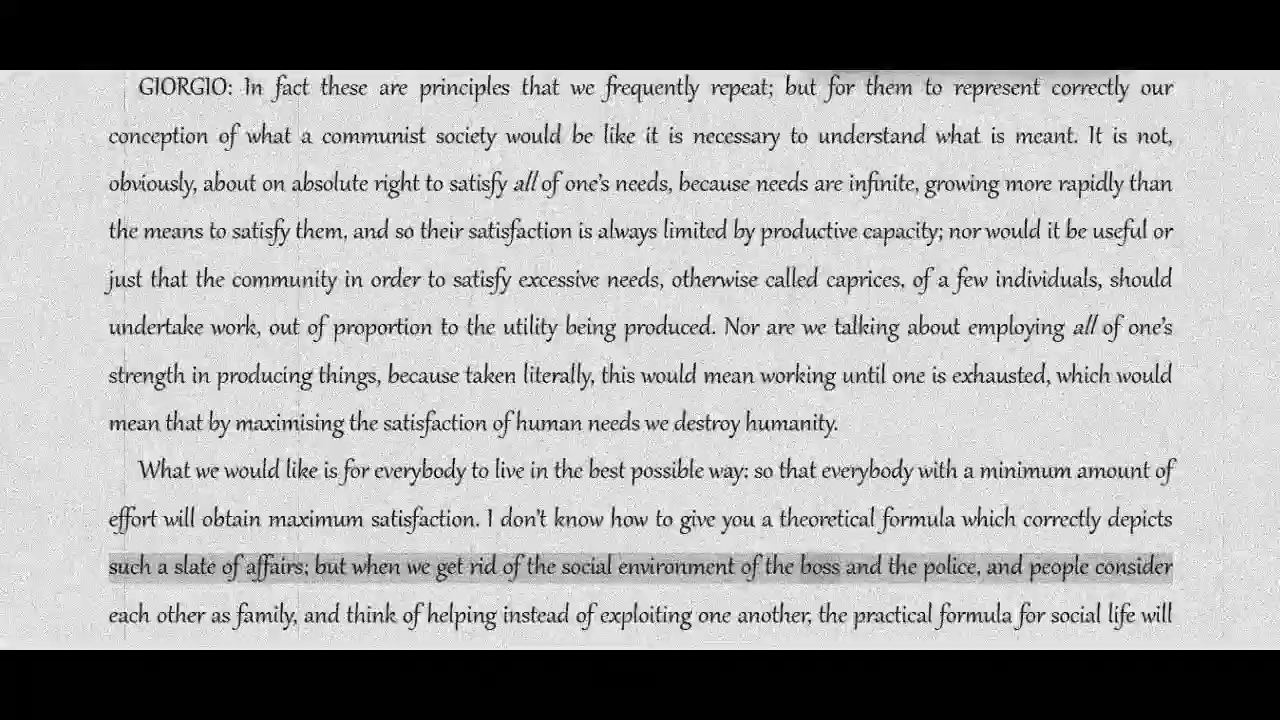 GIORGIO: In fact these are principles that we frequently repeat; but for them to represent correctly our
conception of what a communist society would be like it is necessary to understand what is meant. It is not,
obviously, about on absolute right to satisfy all of one's needs, because needs are infinite, growing more rapidly than
the means to satisfy them, and so their satisfaction is always limited by productive capacity; nor would it be useful or
just that the community in order to satisfy excessive needs, otherwise called caprices, of a few individuals, should
undertake work, out of proportion to the utility being produced. Nor are we talking about employing all of one's
strength in producing things, because taken literally, this would mean working until one is exhausted, which would
mean that by maximising the satisfaction of human needs we destroy humanity.
What we would like is for everybody to live in the best possible way: so that everybody with a minimum amount of
effort will obtain maximum satisfaction. I don't know how to give you a theoretical formula which correctly depicts
such a slate of affairs; but when we get rid of the social environment of the boss and the police, and people consider
each other as family, and think of helping instead of exploiting one another, the practical formula for social life will